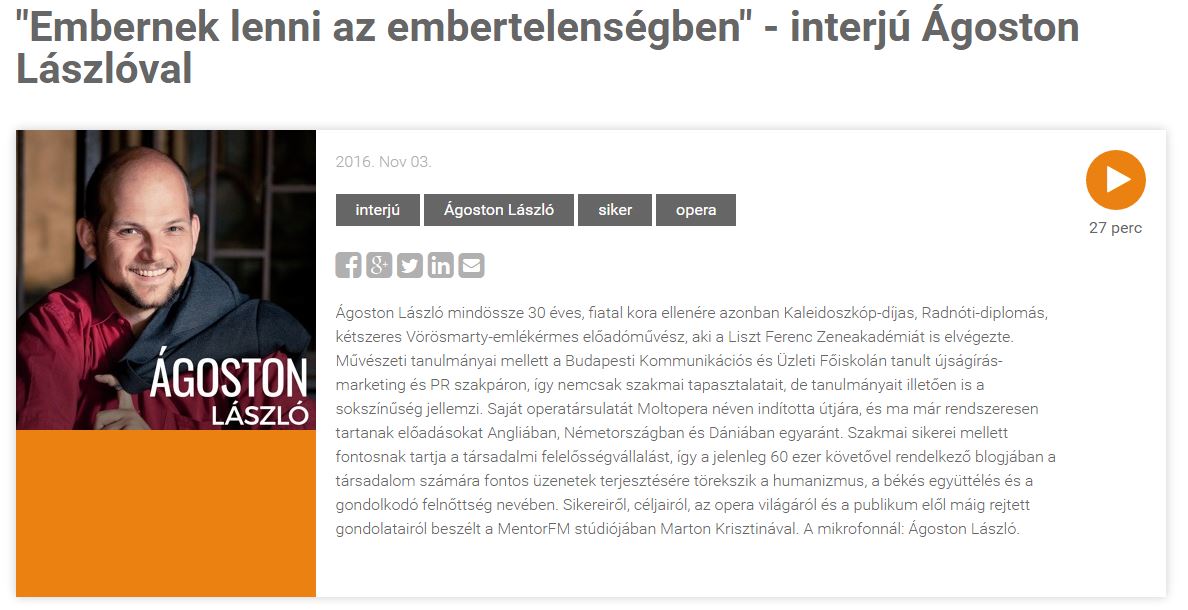 "Embernek lenni az embertelenségben" - interjú Ágoston
Lászlóval
ÁGOSTON
LÁSZLÓ
2016. Nov 03.
interjú
Ágoston László
siker
opera
27 perc
Ágoston László mindössze 30 éves, fiatal kora ellenére azonban Kaleidoszkóp-díjas, Radnóti-diplomás,
kétszeres Vörösmarty-emlékérmes előadóművész, aki a Liszt Ferenc Zeneakadémiát is elvégezte.
Művészeti tanulmányai mellett a Budapesti Kommunikációs és Üzleti Főiskolán tanult újságírás-
marketing és PR szakpáron, így nemcsak szakmai tapasztalatait, de tanulmányait illetően is a
sokszínűség jellemzi. Saját operatársulatát Moltopera néven indította útjára, és ma már rendszeresen
tartanak előadásokat Angliában, Németországban és Dániában egyaránt. Szakmai sikerei mellett
fontosnak tartja a társadalmi felelősségvállalást, így a jelenleg 60 ezer követővel rendelkező blogjában a
társadalom számára fontos üzenetek terjesztésére törekszik a humanizmus, a békés együttélés és a
gondolkodó felnőttség nevében. Sikereiről, céljairól, az opera világáról és a publikum elől máig rejtett
gondolatairól beszélt a MentorFM stúdiójában Marton Krisztinával. A mikrofonnál: Ágoston László.